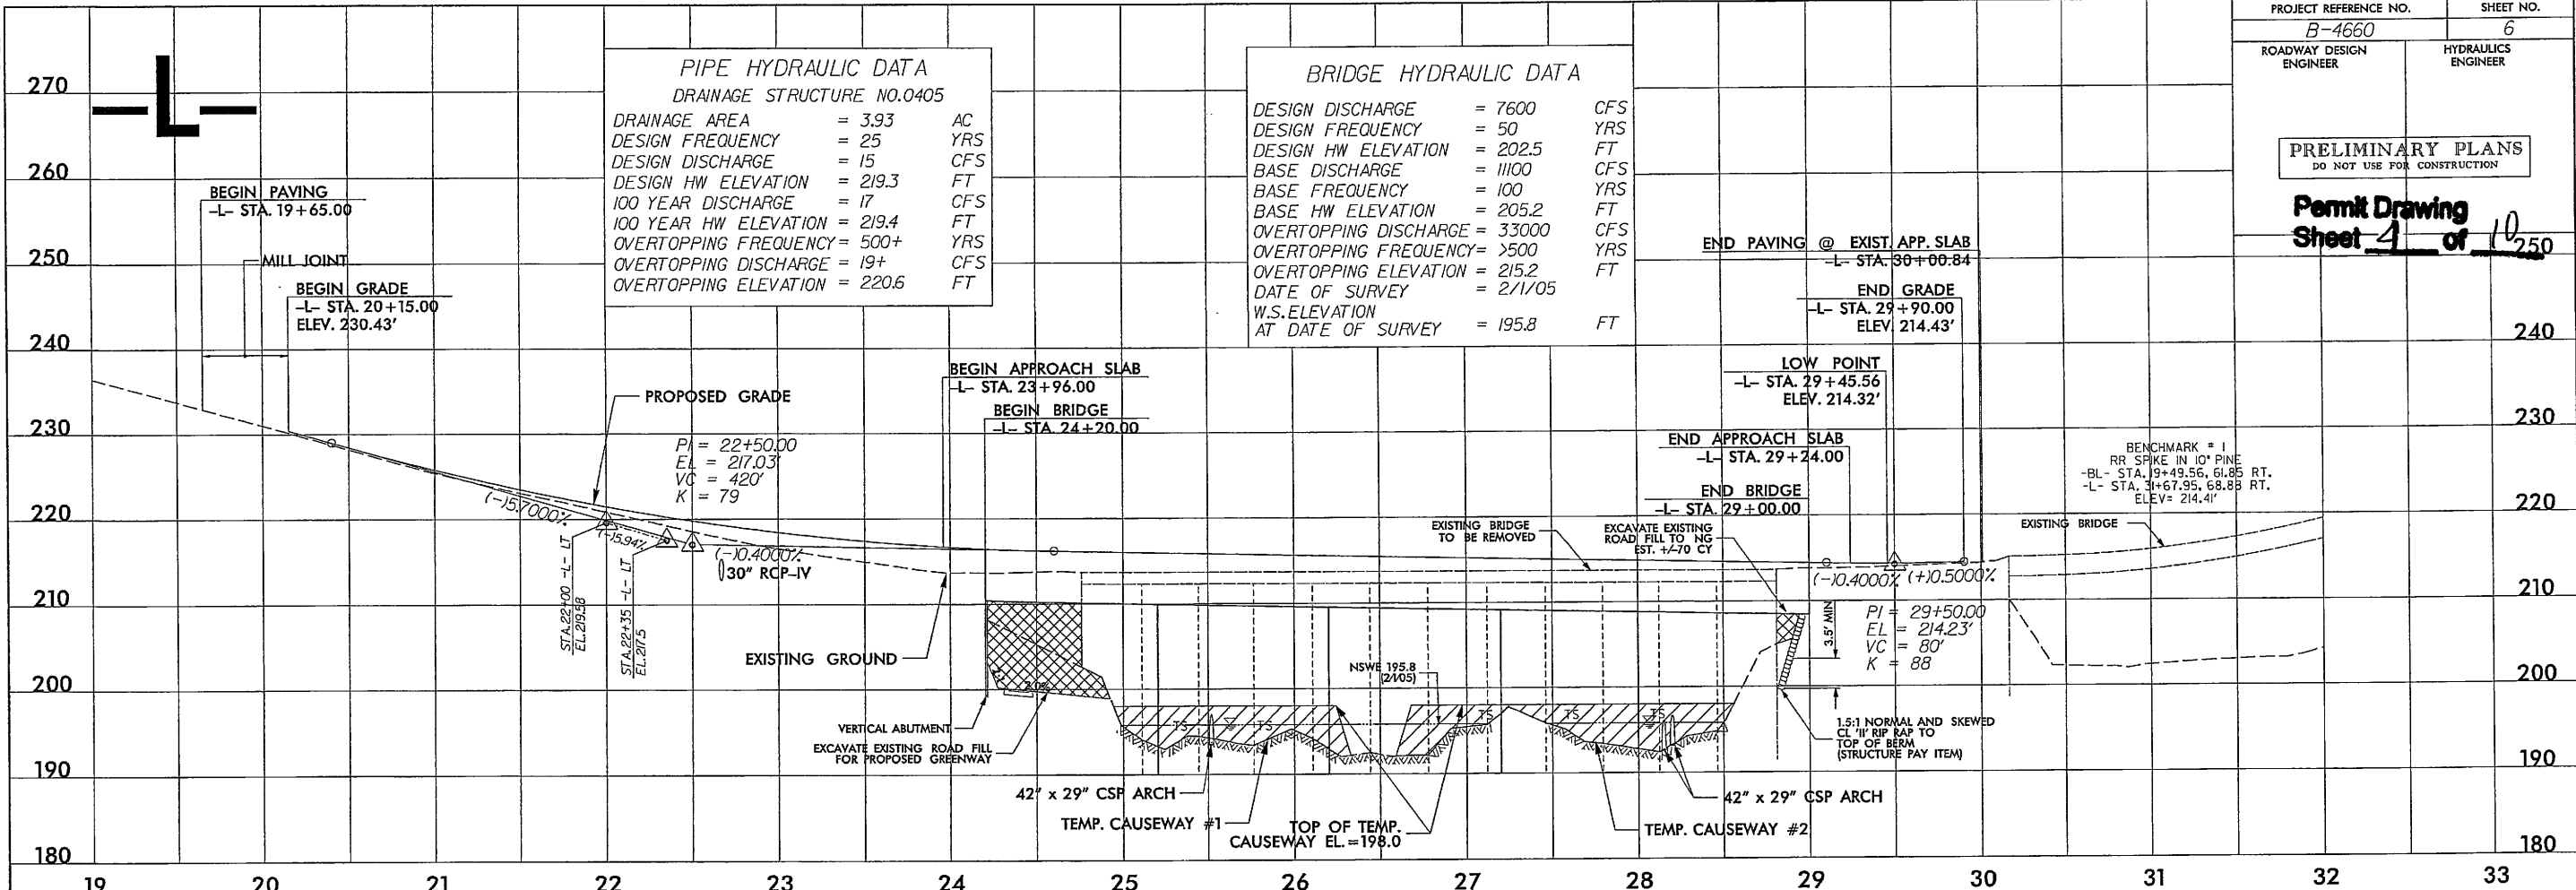 PROJECT REFERENCE NO.
SHEET NO.
B-4660
6
ROADWAY DESIGN
ENGINEER
HYDRAULICS
ENGINEER
PRELIMINARY PLANS
DO NOT USE FOR CONSTRUCTION
Permit Drawing
Sheet 4 of 10
L
PIPE HYDRAULIC DATA
DRAINAGE STRUCTURE NO.0405
DRAINAGE AREA = 3.93 AC
DESIGN FREQUENCY = 25 YRS
DESIGN DISCHARGE = 15 CFS
DESIGN HW ELEVATION = 219.3 FT
100 YEAR DISCHARGE = 17 CFS
100 YEAR HW ELEVATION = 219.4 FT
OVERTOPPING FREQUENCY = 500+ YRS
OVERTOPPING DISCHARGE = 19+ CFS
OVERTOPPING ELEVATION = 220.6 FT
BRIDGE HYDRAULIC DATA
DESIGN DISCHARGE = 7600 CFS
DESIGN FREQUENCY = 50 YRS
DESIGN HW ELEVATION = 202.5 FT
BASE DISCHARGE = 11100 CFS
BASE FREQUENCY = 100 YRS
BASE HW ELEVATION = 205.2 FT
OVERTOPPING DISCHARGE = 33000 CFS
OVERTOPPING FREQUENCY = >500 YRS
OVERTOPPING ELEVATION = 215.2 FT
DATE OF SURVEY = 2/1/05
W.S.ELEVATION
AT DATE OF SURVEY = 195.8 FT
270
260
250
240
230
220
210
200
190
180
BEGIN PAVING
-L- STA. 19+65.00
MILL JOINT
BEGIN GRADE
-L- STA. 20+15.00
ELEV. 230.43'
PROPOSED GRADE
PI = 22+50.00
EL = 217.03'
VC = 420'
K = 79
(-)5.7000%
(-)5.94%
(-)0.4000%
30" RCP-IV
STA.22+00 -L- LT
EL.219.58
STA.22+35 -L- LT
EL.217.5
BEGIN APPROACH SLAB
-L- STA. 23+96.00
BEGIN BRIDGE
-L- STA. 24+20.00
EXISTING GROUND
VERTICAL ABUTMENT
2.0%
EXCAVATE EXISTING ROAD FILL
FOR PROPOSED GREENWAY
42" x 29" CSP ARCH
TEMP. CAUSEWAY #1
TOP OF TEMP.
CAUSEWAY EL.=198.0
TS
TS
NSWE 195.8
(2/1/05)
TS
TS
TS
TEMP. CAUSEWAY #2
42" x 29" CSP ARCH
EXISTING BRIDGE
TO BE REMOVED
EXCAVATE EXISTING
ROAD FILL TO NG
EST. +/-70 CY
END PAVING @ EXIST. APP. SLAB
-L- STA. 30+00.84
END GRADE
-L- STA. 29+90.00
ELEV. 214.43'
LOW POINT
-L- STA. 29+45.56
ELEV. 214.32'
END APPROACH SLAB
-L- STA. 29+24.00
END BRIDGE
-L- STA. 29+00.00
(-)0.4000%
(+)0.5000%
PI = 29+50.00
EL = 214.23'
VC = 80'
K = 88
3.5' MIN
1.5:1 NORMAL AND SKEWED
CL 'II' RIP RAP TO
TOP OF BERM
(STRUCTURE PAY ITEM)
EXISTING BRIDGE
BENCHMARK # 1
RR SPIKE IN 10" PINE
-BL- STA. 19+49.56, 61.85 RT.
-L- STA. 31+67.95, 68.88 RT.
ELEV= 214.41'
250
240
230
220
210
200
190
180
19 20 21 22 23 24 25 26 27 28 29 30 31 32 33